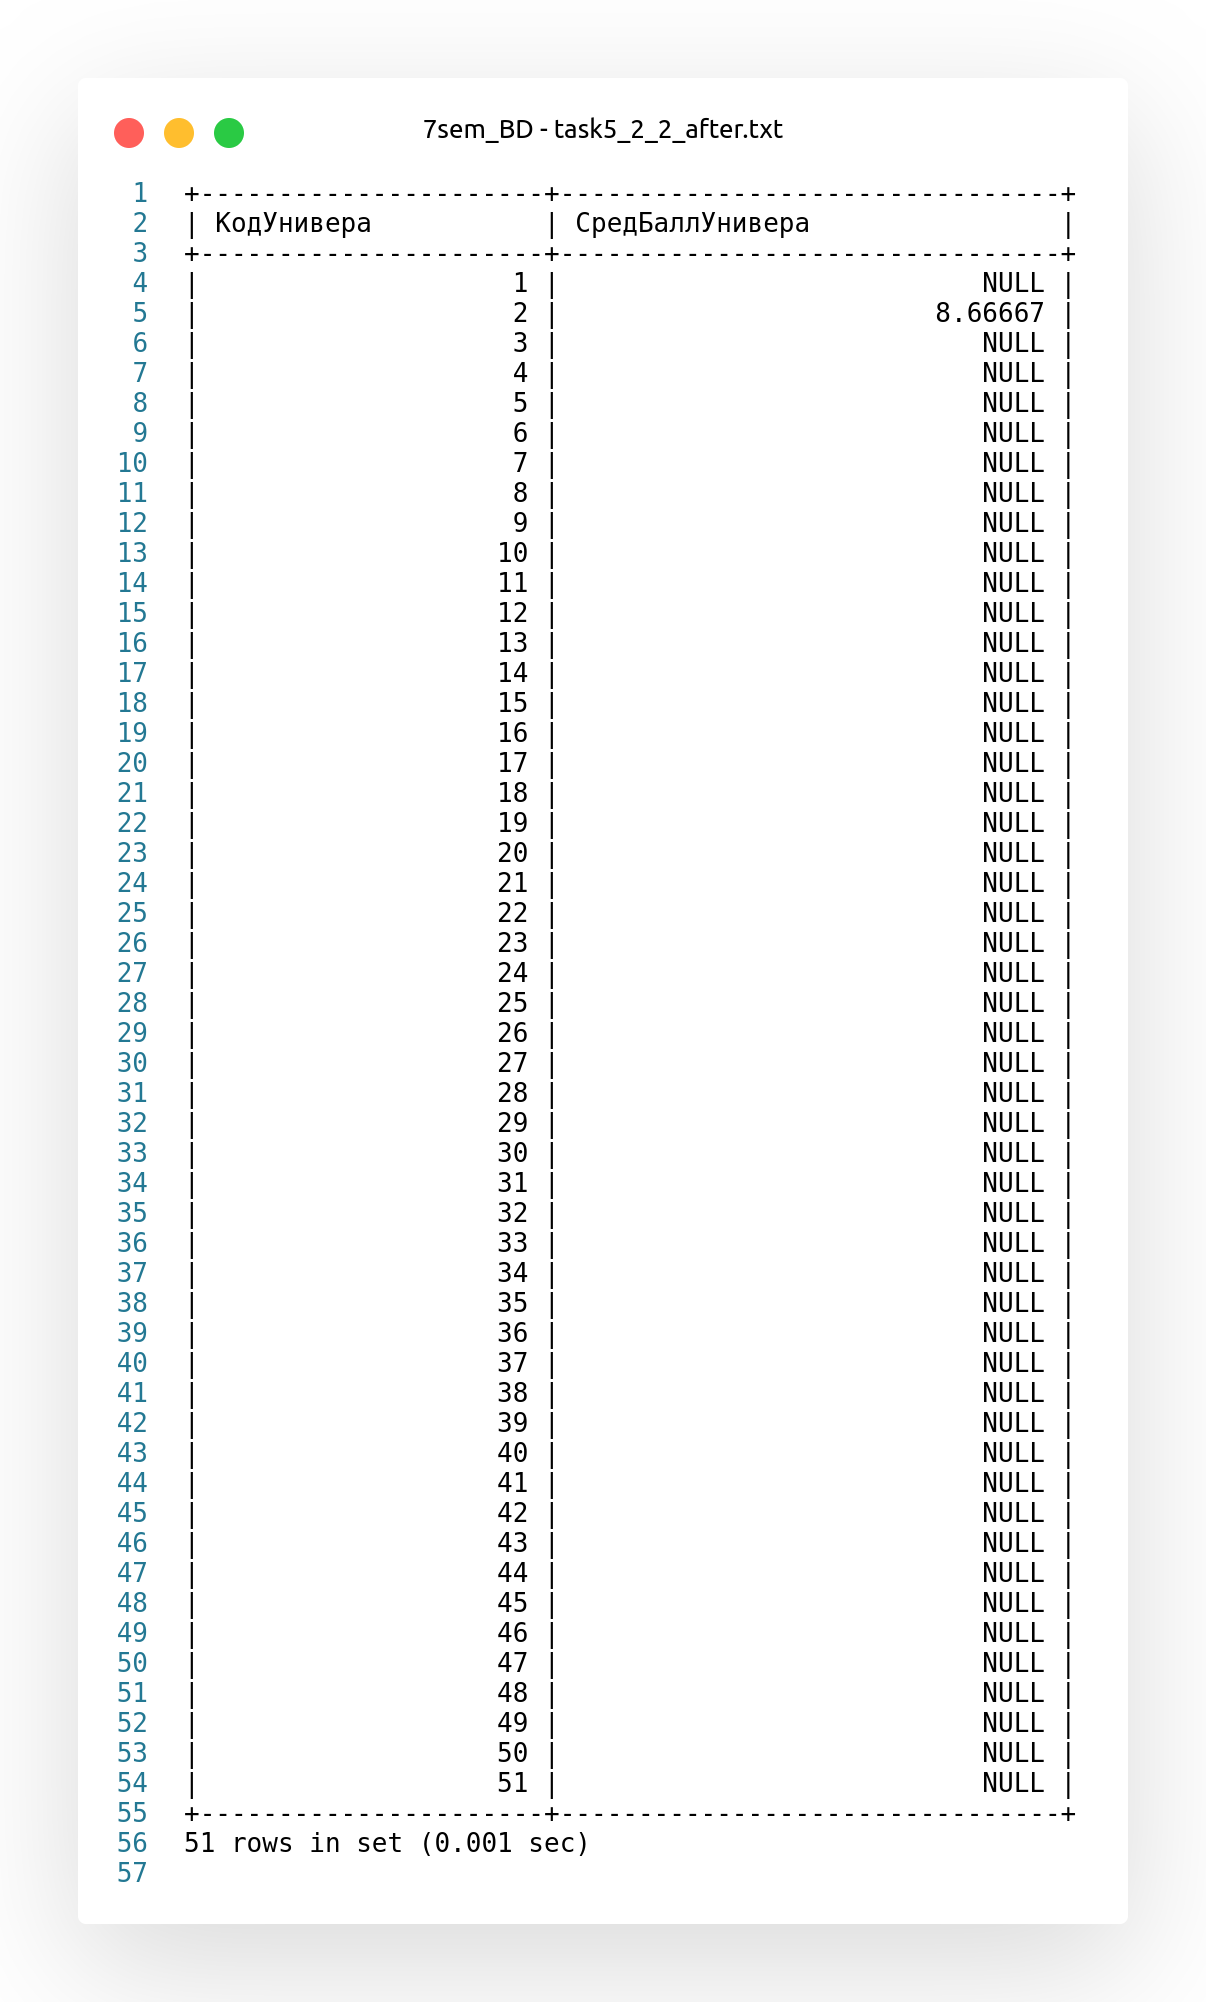 7sem_BD - task5_2_2_after.txt
1 +----------------------+--------------------------------+
2 | КодУнивера | СредБаллУнивера |
3 +----------------------+--------------------------------+
4 | 1 | NULL |
5 | 2 | 8.66667 |
6 | 3 | NULL |
7 | 4 | NULL |
8 | 5 | NULL |
9 | 6 | NULL |
10 | 7 | NULL |
11 | 8 | NULL |
12 | 9 | NULL |
13 | 10 | NULL |
14 | 11 | NULL |
15 | 12 | NULL |
16 | 13 | NULL |
17 | 14 | NULL |
18 | 15 | NULL |
19 | 16 | NULL |
20 | 17 | NULL |
21 | 18 | NULL |
22 | 19 | NULL |
23 | 20 | NULL |
24 | 21 | NULL |
25 | 22 | NULL |
26 | 23 | NULL |
27 | 24 | NULL |
28 | 25 | NULL |
29 | 26 | NULL |
30 | 27 | NULL |
31 | 28 | NULL |
32 | 29 | NULL |
33 | 30 | NULL |
34 | 31 | NULL |
35 | 32 | NULL |
36 | 33 | NULL |
37 | 34 | NULL |
38 | 35 | NULL |
39 | 36 | NULL |
40 | 37 | NULL |
41 | 38 | NULL |
42 | 39 | NULL |
43 | 40 | NULL |
44 | 41 | NULL |
45 | 42 | NULL |
46 | 43 | NULL |
47 | 44 | NULL |
48 | 45 | NULL |
49 | 46 | NULL |
50 | 47 | NULL |
51 | 48 | NULL |
52 | 49 | NULL |
53 | 50 | NULL |
54 | 51 | NULL |
55 +----------------------+--------------------------------+
56 51 rows in set (0.001 sec)
57